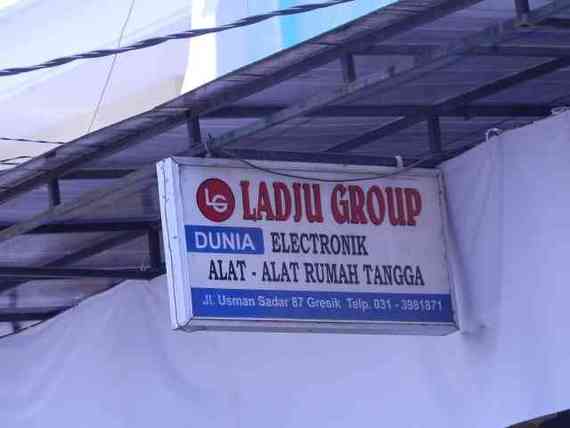 LG LADJU GROUP
DUNIA ELECTRONIK
ALAT - ALAT RUMAH TANGGA
Jl. Usman Sadar 87 Gresik Telp. 031 - 3981871